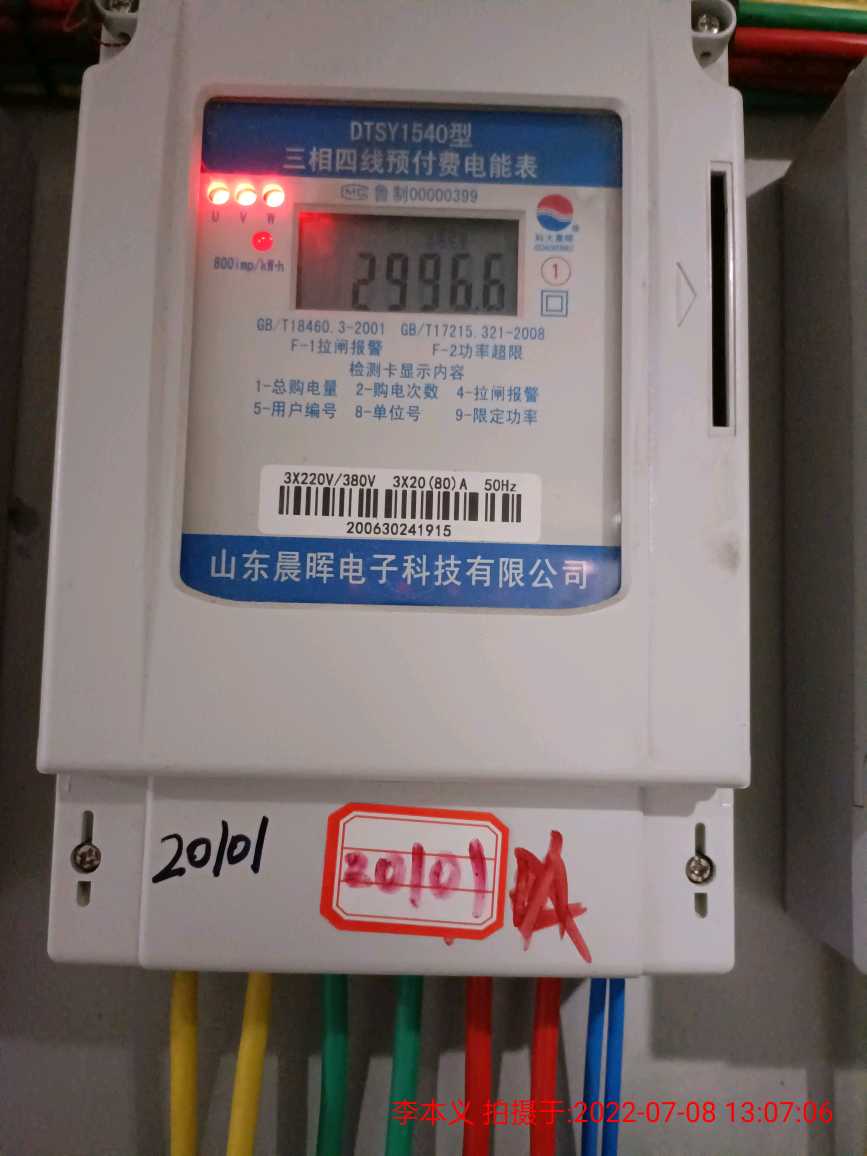 DTSY1540型
三相四线预付费电能表
MC 鲁制00000399
U V W
800imp/kW·h
科大晨晖
2996.6
1
GB/T18460.3-2001 GB/T17215.321-2008
F-1拉闸报警 F-2功率超限
检测卡显示内容
1-总购电量 2-购电次数 4-拉闸报警
5-用户编号 8-单位号 9-限定功率
3X220V/380V 3X20(80)A 50Hz
200630241915
山东晨晖电子科技有限公司
20101
20101
李本义 拍摄于:2022-07-08 13:07:06